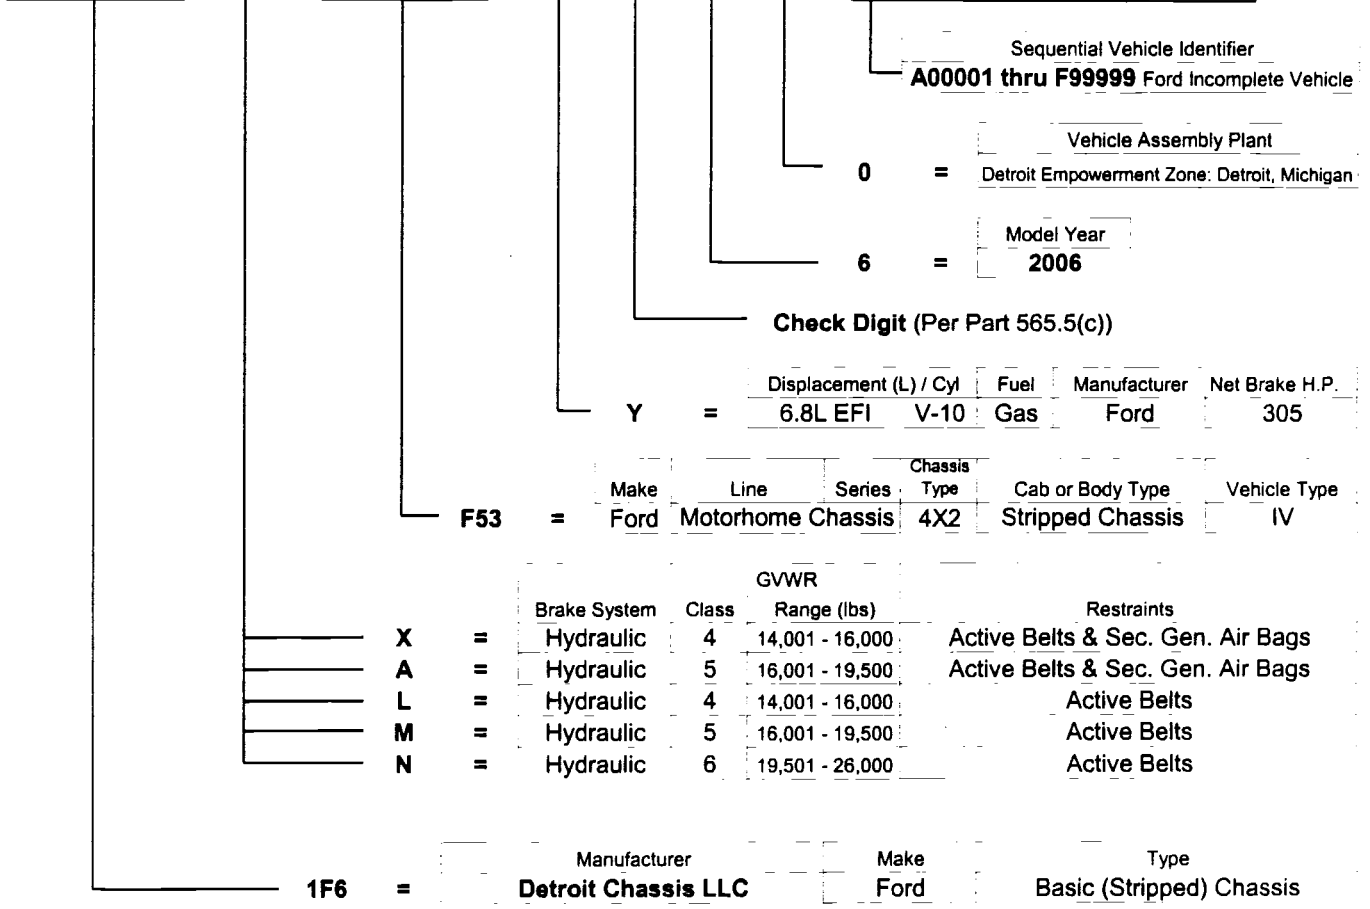 Sequential Vehicle Identifier
A00001 thru F99999 Ford Incomplete Vehicle
Vehicle Assembly Plant
0 = Detroit Empowerment Zone: Detroit, Michigan
Model Year
6 = 2006
Check Digit (Per Part 565.5(c))
Displacement (L) / Cyl Fuel Manufacturer Net Brake H.P.
Y = 6.8L EFI V-10 Gas Ford 305
Chassis
Make Line Series Type Cab or Body Type Vehicle Type
F53 = Ford Motorhome Chassis 4X2 Stripped Chassis IV
GVWR
Brake System Class Range (lbs) Restraints
X = Hydraulic 4 14,001 - 16,000 Active Belts & Sec. Gen. Air Bags
A = Hydraulic 5 16,001 - 19,500 Active Belts & Sec. Gen. Air Bags
L = Hydraulic 4 14,001 - 16,000 Active Belts
M = Hydraulic 5 16,001 - 19,500 Active Belts
N = Hydraulic 6 19,501 - 26,000 Active Belts
Manufacturer Make Type
1F6 = Detroit Chassis LLC Ford Basic (Stripped) Chassis